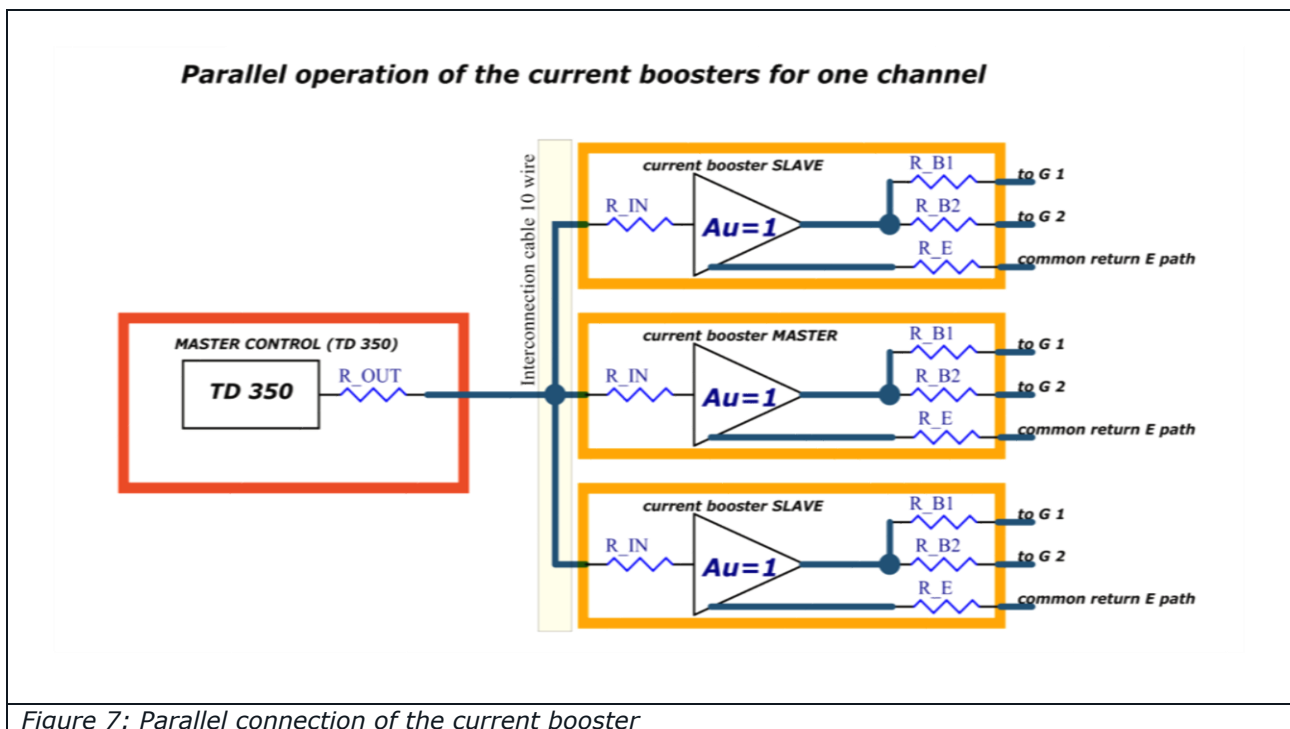 Parallel operation of the current boosters for one channel
Interconnection cable 10 wire
current booster SLAVE
R_IN
Au=1
R_B1
to G 1
R_B2
to G 2
R_E
common return E path
MASTER CONTROL (TD 350)
TD 350
R_OUT
current booster MASTER
R_IN
Au=1
R_B1
to G 1
R_B2
to G 2
R_E
common return E path
current booster SLAVE
R_IN
Au=1
R_B1
to G 1
R_B2
to G 2
R_E
common return E path
Figure 7: Parallel connection of the current booster